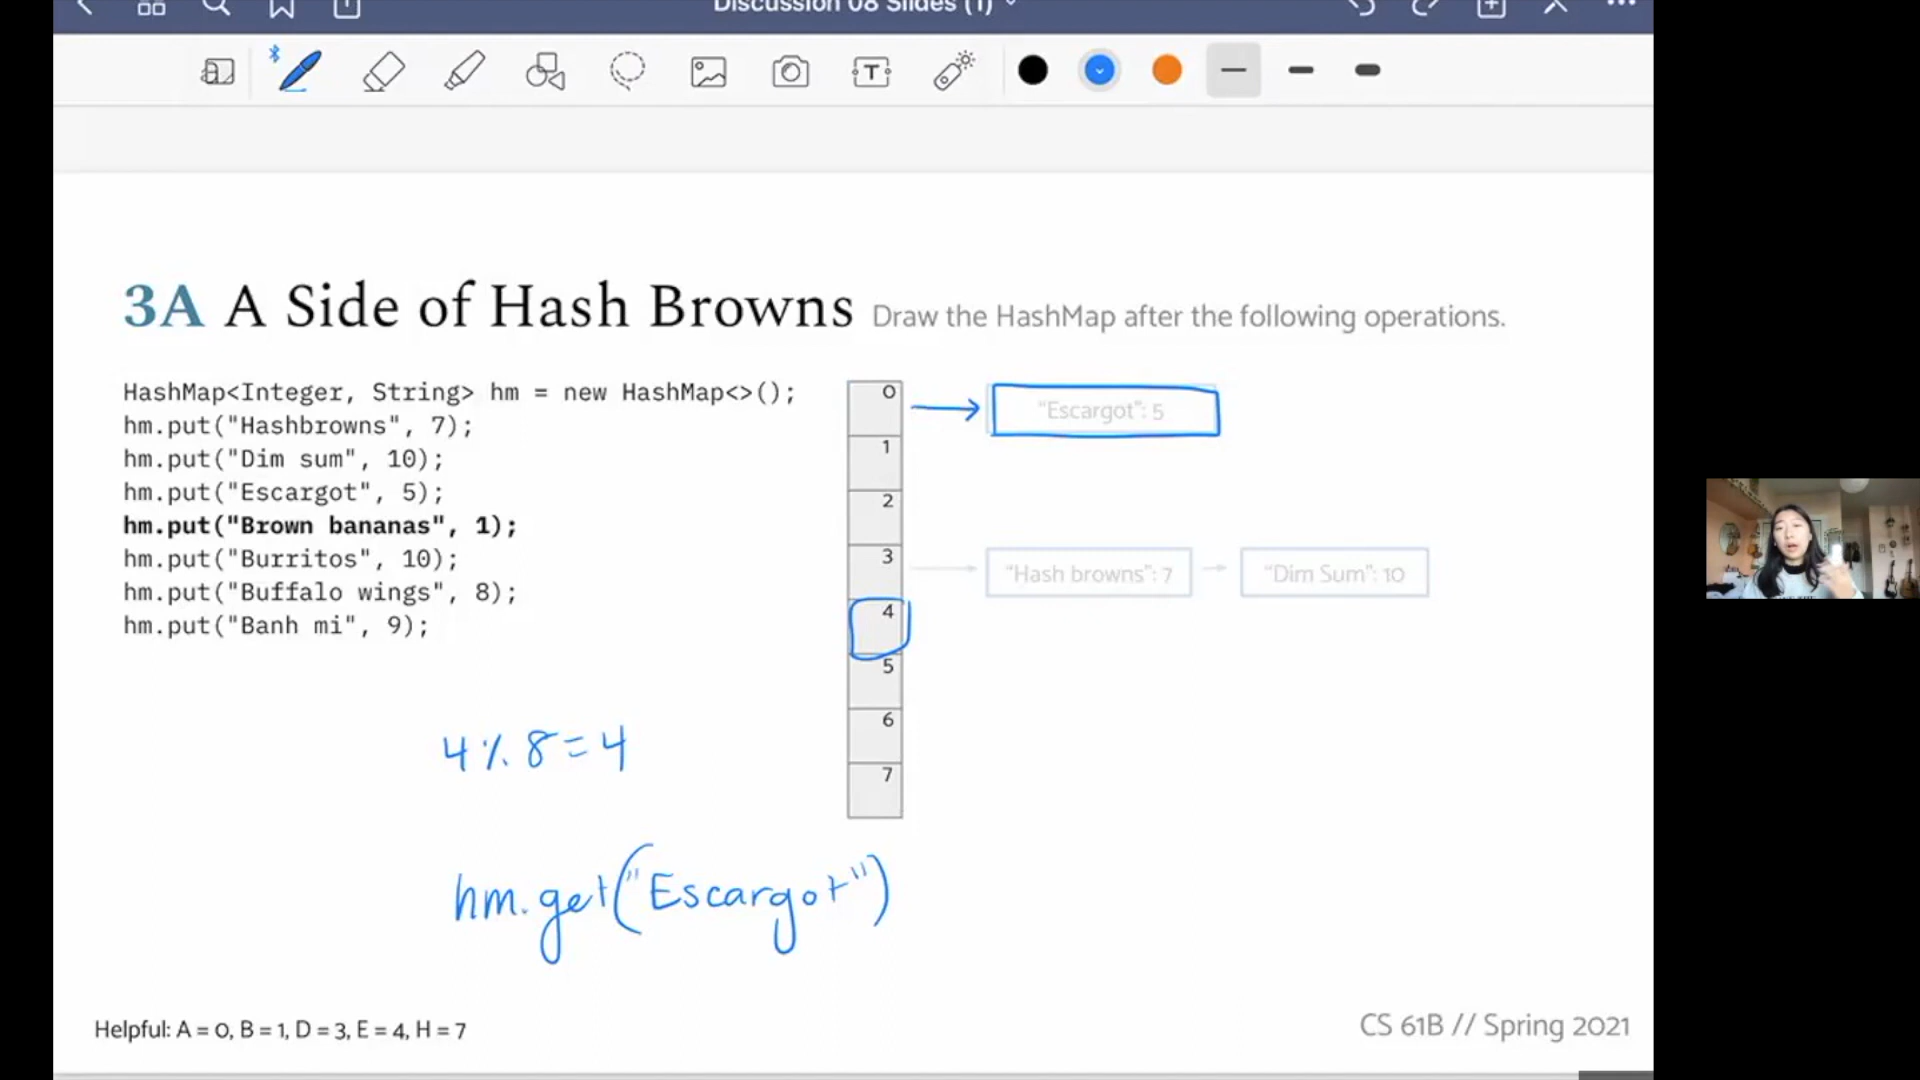 Discussion 08 Slides (1)
T
3A A Side of Hash Browns Draw the HashMap after the following operations.
HashMap<Integer, String> hm = new HashMap<>();
hm.put("Hashbrowns", 7);
hm.put("Dim sum", 10);
hm.put("Escargot", 5);
hm.put("Brown bananas", 1);
hm.put("Burritos", 10);
hm.put("Buffalo wings", 8);
hm.put("Banh mi", 9);
0
"Escargot": 5
1
2
3
"Hash browns": 7
"Dim Sum": 10
4
5
6
7
4 % 8 = 4
hm.get("Escargot")
Helpful: A = 0, B = 1, D = 3, E = 4, H = 7
CS 61B // Spring 2021